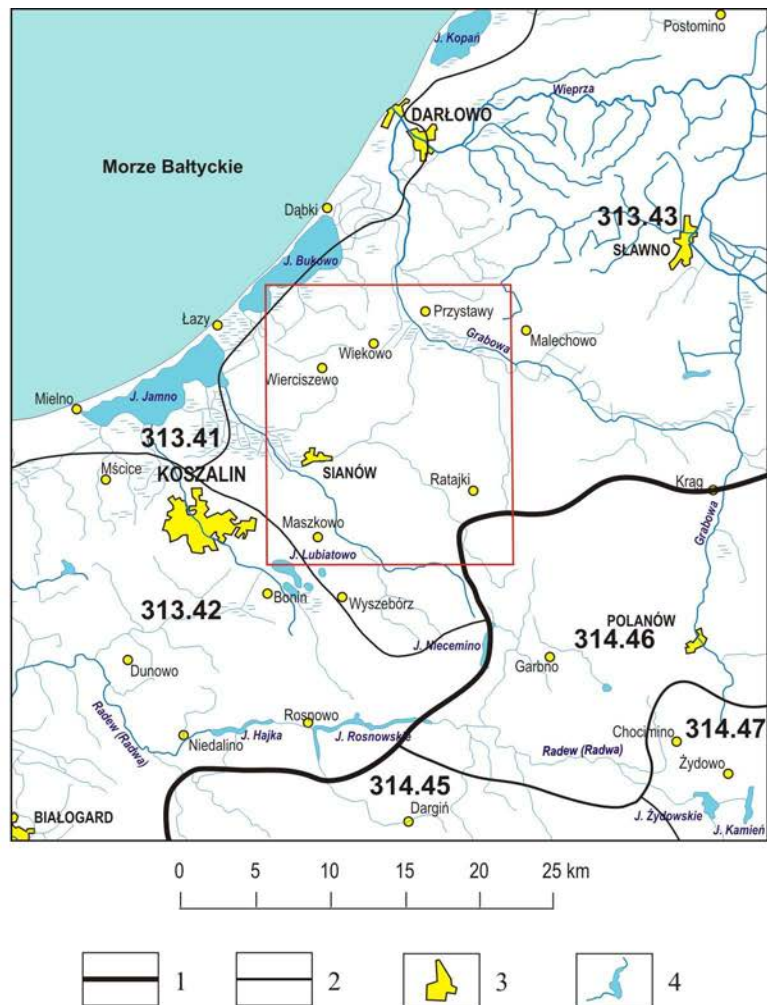 J. Kopań
Postomino
Wieprza
DARŁOWO
Morze Bałtyckie
Dąbki
313.43
SŁAWNO
J. Bukowo
Przystawy
Łazy
Malechowo
Grabowa
Wiekowo
Wierciszewo
J. Jamno
Mielno
313.41
Mścice
KOSZALIN
SIANÓW
Ratajki
Krąg
Maszkowo
J. Lubiatowo
Grabowa
Bonin
Wyszebórz
313.42
POLANÓW
J. Niecemino
314.46
Garbno
Dunowo
Radew (Radwa)
Rosnowo
J. Hajka
J. Rosnowskie
Niedalino
Chocimino
314.47
Radew (Radwa)
Żydowo
314.45
BIAŁOGARD
Dargiń
J. Żydowskie
J. Kamień
0 5 10 15 20 25 km
1 2 3 4